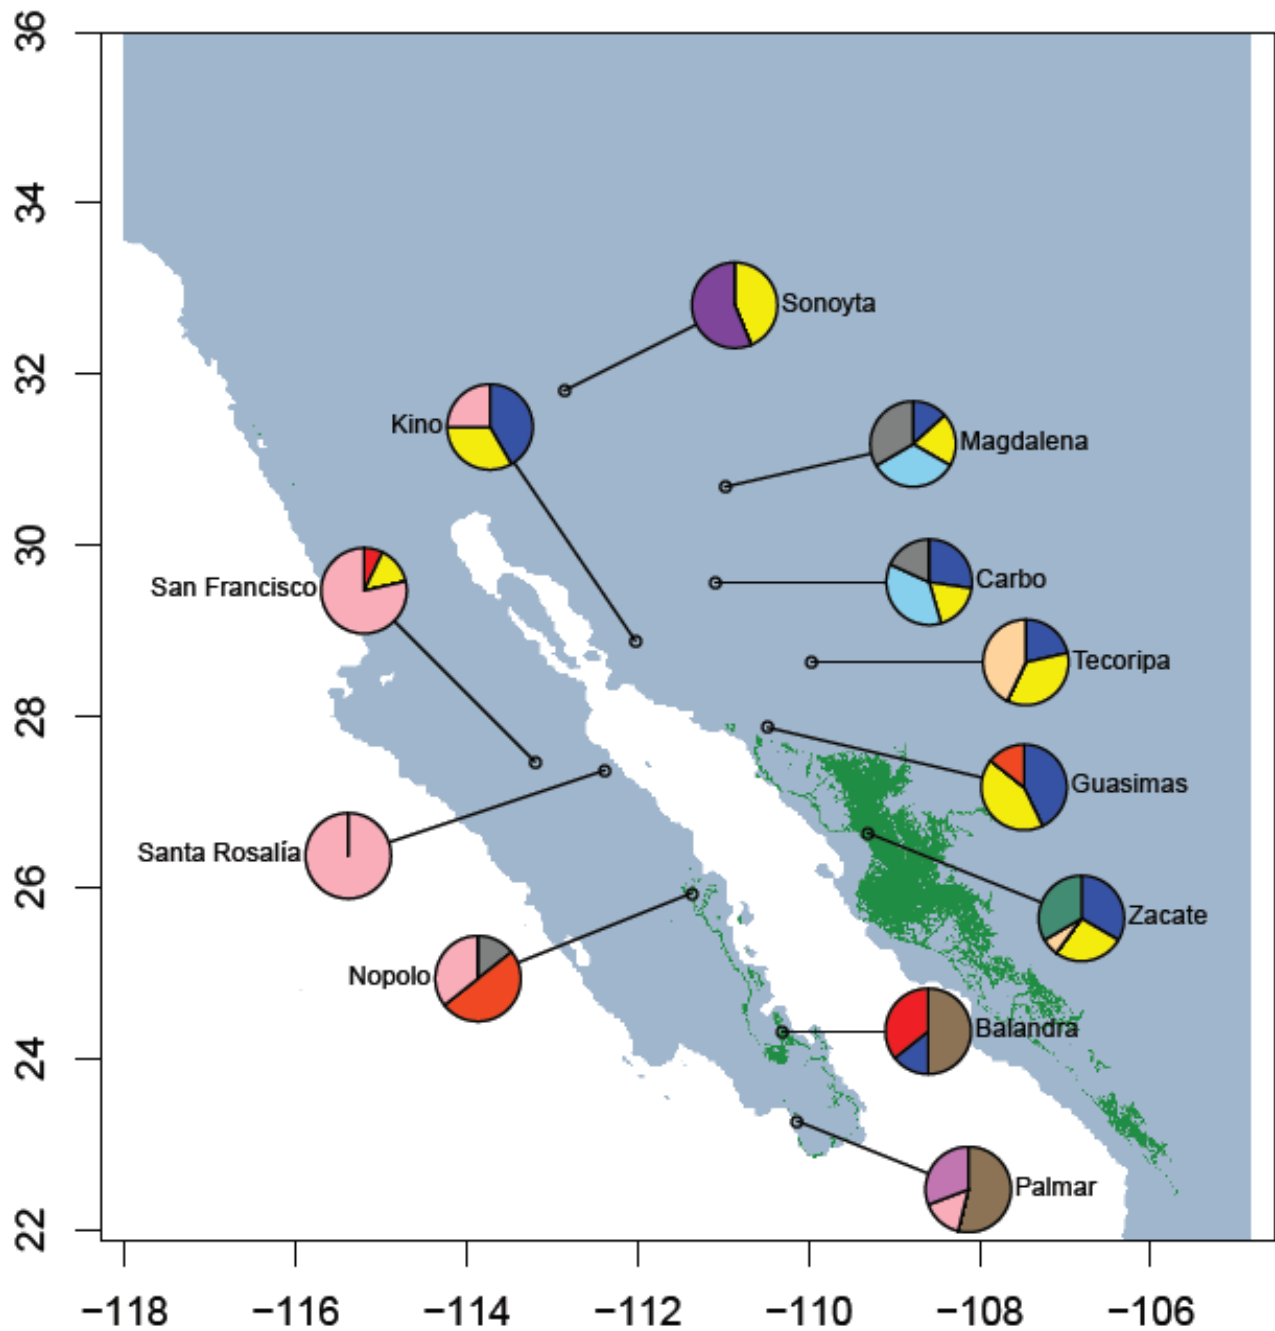 36
34
32
30
28
26
24
22
Sonoyta
Kino
Magdalena
Carbo
San Francisco
Tecoripa
Guasimas
Santa Rosalía
Zacate
Nopolo
Balandra
Palmar
−118
−116
−114
−112
−110
−108
−106